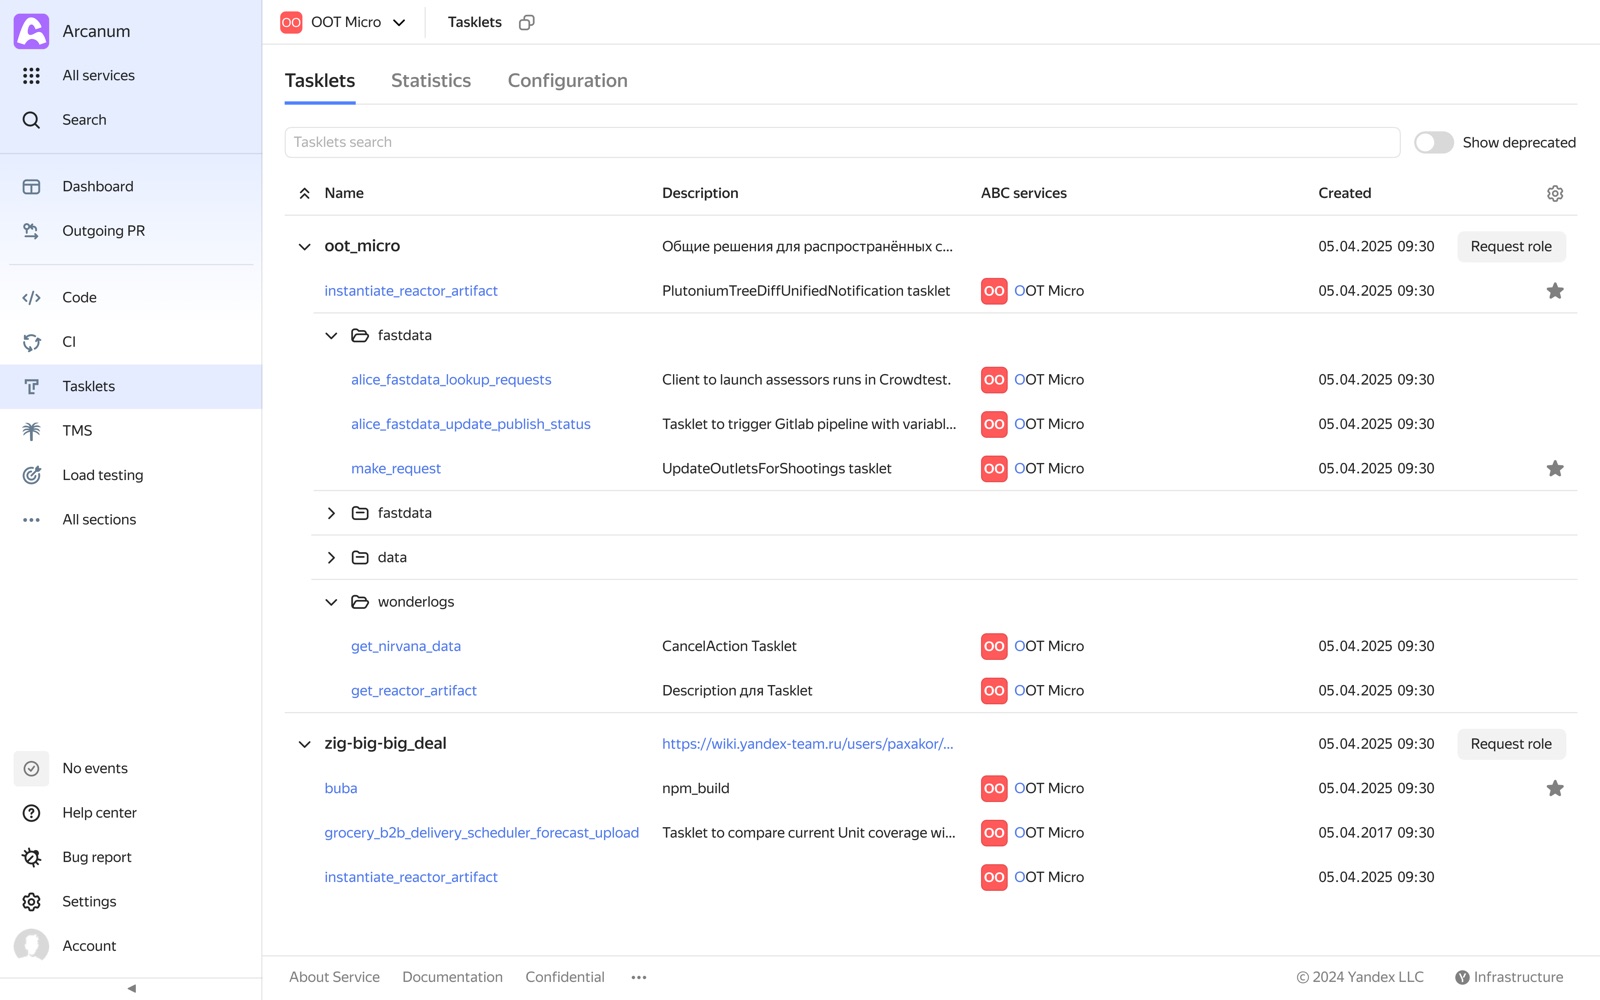 Arcanum
All services
Search
Dashboard
Outgoing PR
Code
CI
Tasklets
TMS
Load testing
All sections
No events
Help center
Bug report
Settings
Account
OO OOT Micro Tasklets
Tasklets Statistics Configuration
Tasklets search Show deprecated
Name Description ABC services Created
oot_micro Общие решения для распространённых с... 05.04.2025 09:30 Request role
instantiate_reactor_artifact PlutoniumTreeDiffUnifiedNotification tasklet OO OOT Micro 05.04.2025 09:30
fastdata
alice_fastdata_lookup_requests Client to launch assessors runs in Crowdtest. OO OOT Micro 05.04.2025 09:30
alice_fastdata_update_publish_status Tasklet to trigger Gitlab pipeline with variabl... OO OOT Micro 05.04.2025 09:30
make_request UpdateOutletsForShootings tasklet OO OOT Micro 05.04.2025 09:30
fastdata
data
wonderlogs
get_nirvana_data CancelAction Tasklet OO OOT Micro 05.04.2025 09:30
get_reactor_artifact Description для Tasklet OO OOT Micro 05.04.2025 09:30
zig-big-big_deal https://wiki.yandex-team.ru/users/paxakor/... 05.04.2025 09:30 Request role
buba npm_build OO OOT Micro 05.04.2025 09:30
grocery_b2b_delivery_scheduler_forecast_upload Tasklet to compare current Unit coverage wi... OO OOT Micro 05.04.2017 09:30
instantiate_reactor_artifact OO OOT Micro 05.04.2025 09:30
About Service Documentation Confidential ••• © 2024 Yandex LLC Infrastructure